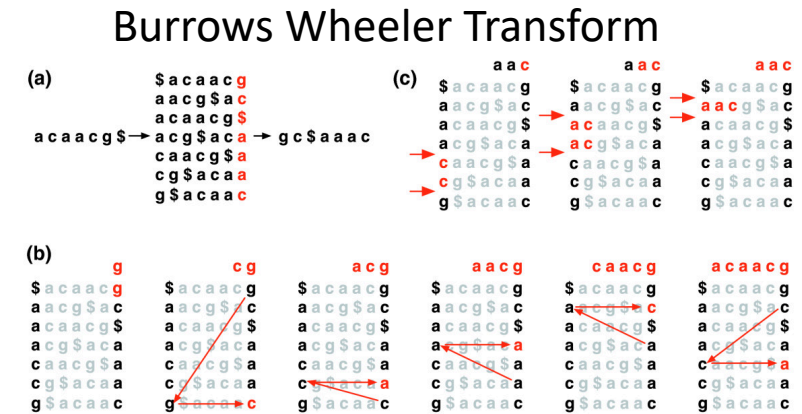 Burrows Wheeler Transform
(a)
$acaacg
aacg$ac
acaacg$
acaacg$ acg$aca gc$aaac
caacg$a
cg$acaa
g$acaac
(c)
aac aac aac
$acaacg $acaacg $acaacg
aacg$ac aacg$ac aacg$ac
acaacg$ acaacg$ acaacg$
acg$aca acg$aca acg$aca
caacg$a caacg$a caacg$a
cg$acaa cg$acaa cg$acaa
g$acaac g$acaac g$acaac
(b)
g cg acg aacg caacg acaacg
$acaacg $acaacg $acaacg $acaacg $acaacg $acaacg
aacg$ac aacg$ac aacg$ac aacg$ac aacg$ac aacg$ac
acaacg$ acaacg$ acaacg$ acaacg$ acaacg$ acaacg$
acg$aca acg$aca acg$aca acg$aca acg$aca acg$aca
caacg$a caacg$a caacg$a caacg$a caacg$a caacg$a
cg$acaa cg$acaa cg$acaa cg$acaa cg$acaa cg$acaa
g$acaac g$acaac g$acaac g$acaac g$acaac g$acaac